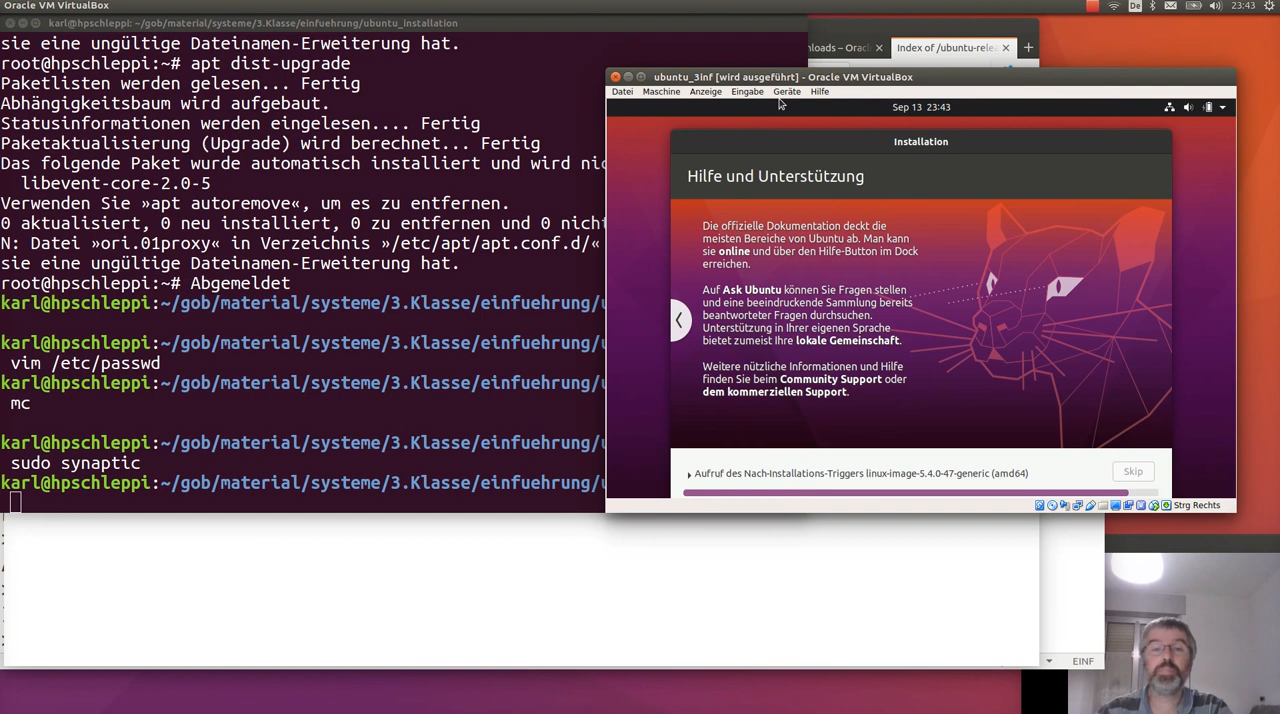 Oracle VM VirtualBox
De
23:43
karl@hpschleppi: ~/gob/material/systeme/3.Klasse/einfuehrung/ubuntu_installation
sie eine ungültige Dateinamen-Erweiterung hat.
root@hpschleppi:~# apt dist-upgrade
Paketlisten werden gelesen... Fertig
Abhängigkeitsbaum wird aufgebaut.
Statusinformationen werden eingelesen.... Fertig
Paketaktualisierung (Upgrade) wird berechnet... Fertig
Das folgende Paket wurde automatisch installiert und wird nic
libevent-core-2.0-5
Verwenden Sie »apt autoremove«, um es zu entfernen.
0 aktualisiert, 0 neu installiert, 0 zu entfernen und 0 nicht
N: Datei »ori.01proxy« in Verzeichnis »/etc/apt/apt.conf.d/«
sie eine ungültige Dateinamen-Erweiterung hat.
root@hpschleppi:~# Abgemeldet
karl@hpschleppi:~/gob/material/systeme/3.Klasse/einfuehrung/u
karl@hpschleppi:~/gob/material/systeme/3.Klasse/einfuehrung/u
vim /etc/passwd
karl@hpschleppi:~/gob/material/systeme/3.Klasse/einfuehrung/u
mc
karl@hpschleppi:~/gob/material/systeme/3.Klasse/einfuehrung/u
sudo synaptic
karl@hpschleppi:~/gob/material/systeme/3.Klasse/einfuehrung/u
nloads – Oracl
Index of /ubuntu-relea
ubuntu_3inf [wird ausgeführt] - Oracle VM VirtualBox
Datei Maschine Anzeige Eingabe Geräte Hilfe
Sep 13 23:43
Installation
Hilfe und Unterstützung
Die offizielle Dokumentation deckt die
meisten Bereiche von Ubuntu ab. Man kann
sie online und über den Hilfe-Button im Dock
erreichen.
Auf Ask Ubuntu können Sie Fragen stellen
und eine beeindruckende Sammlung bereits
beantworteter Fragen durchsuchen.
Unterstützung in Ihrer eigenen Sprache
bietet zumeist Ihre lokale Gemeinschaft.
Weitere nützliche Informationen und Hilfe
finden Sie beim Community Support oder
dem kommerziellen Support.
Aufruf des Nach-Installations-Triggers linux-image-5.4.0-47-generic (amd64)
Skip
Strg Rechts
EINF